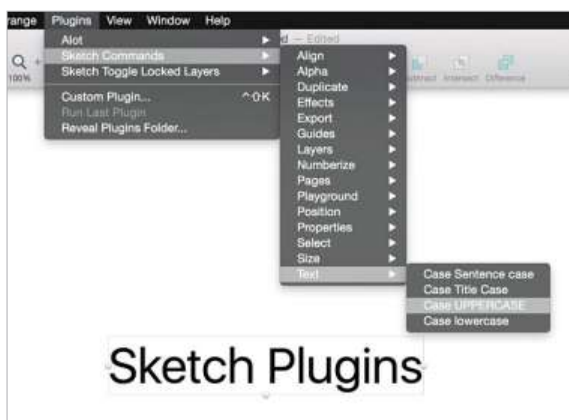 range Plugins View Window Help
d — Edited
100%
Subtract Intersect Difference
Alot
Sketch Commands
Sketch Toggle Locked Layers
Custom Plugin... ^⇧K
Run Last Plugin
Reveal Plugins Folder...
Align
Alpha
Duplicate
Effects
Export
Guides
Layers
Numberize
Pages
Playground
Position
Properties
Select
Size
Text
Case Sentence case
Case Title Case
Case UPPERCASE
Case lowercase
Sketch Plugins